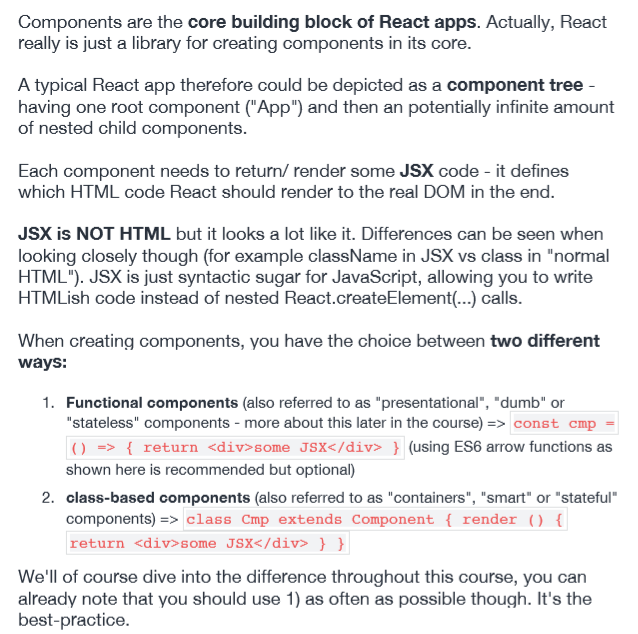 Components are the core building block of React apps. Actually, React
really is just a library for creating components in its core.
A typical React app therefore could be depicted as a component tree -
having one root component ("App") and then an potentially infinite amount
of nested child components.
Each component needs to return/ render some JSX code - it defines
which HTML code React should render to the real DOM in the end.
JSX is NOT HTML but it looks a lot like it. Differences can be seen when
looking closely though (for example className in JSX vs class in "normal
HTML"). JSX is just syntactic sugar for JavaScript, allowing you to write
HTMLish code instead of nested React.createElement(...) calls.
When creating components, you have the choice between two different
ways:
1. Functional components (also referred to as "presentational", "dumb" or
"stateless" components - more about this later in the course) => const cmp =
() => { return <div>some JSX</div> } (using ES6 arrow functions as
shown here is recommended but optional)
2. class-based components (also referred to as "containers", "smart" or "stateful"
components) => class Cmp extends Component { render () {
return <div>some JSX</div> } }
We'll of course dive into the difference throughout this course, you can
already note that you should use 1) as often as possible though. It's the
best-practice.